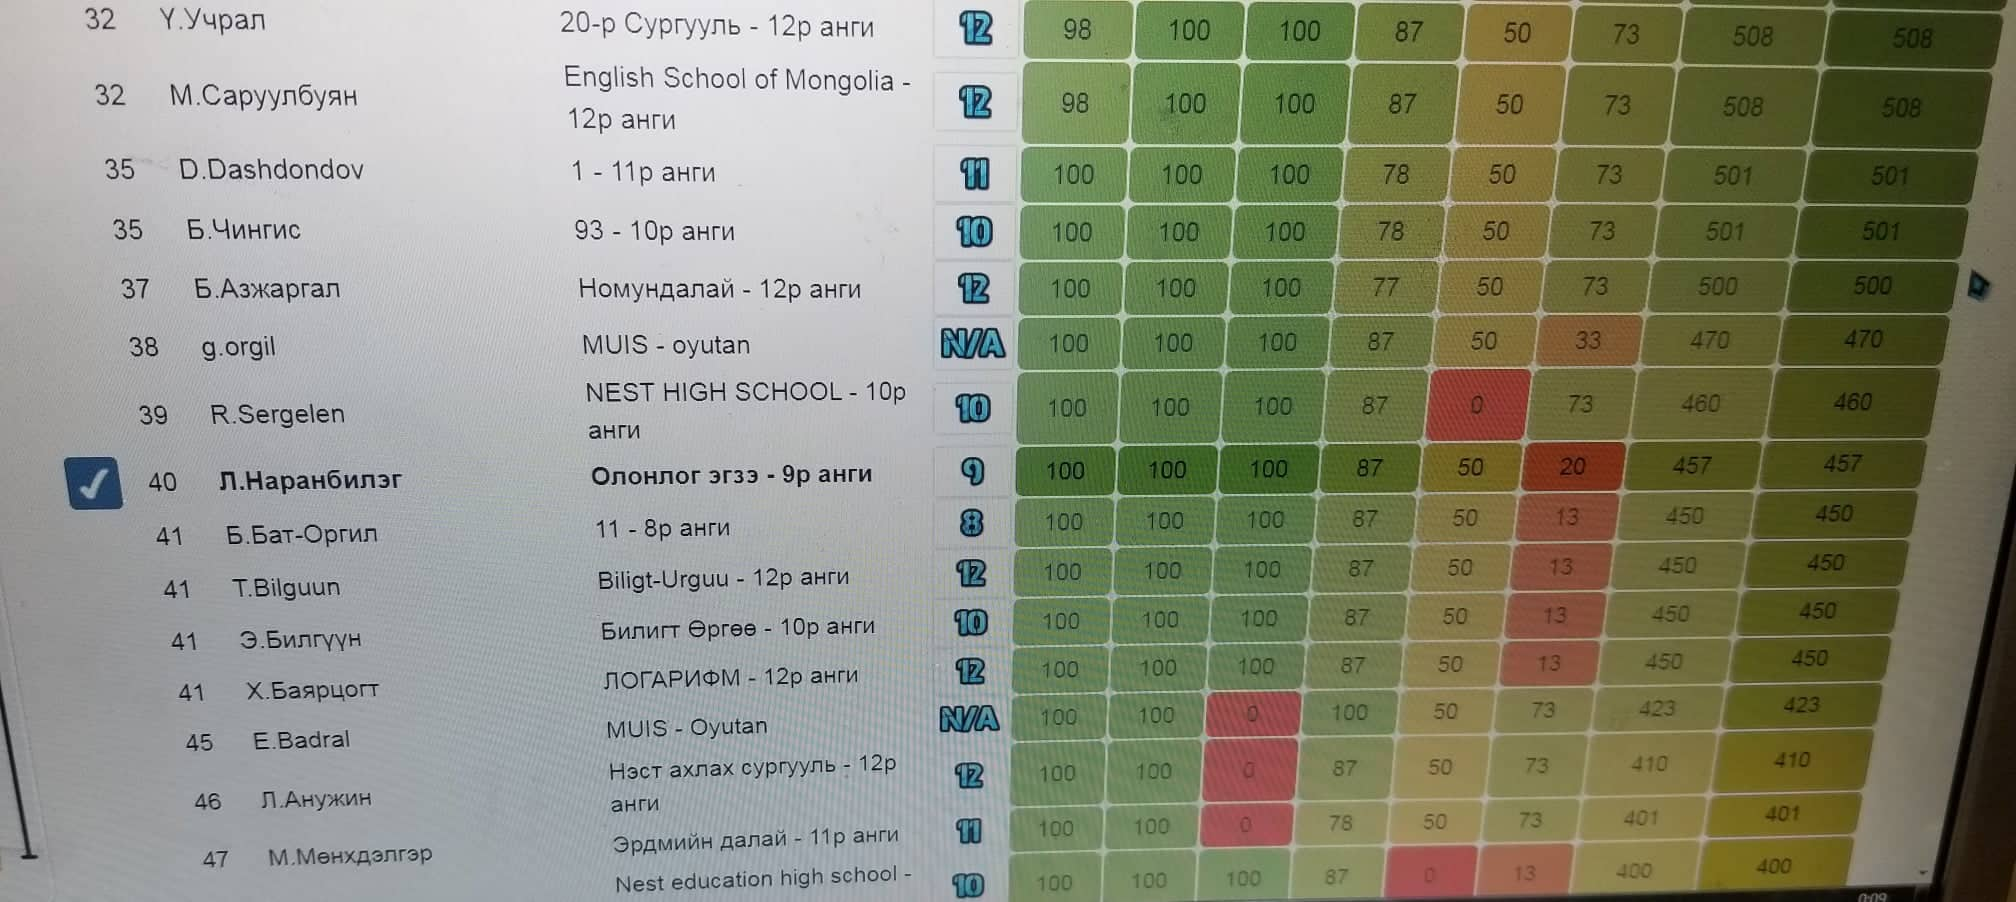 32 Ү.Учрал 20-р Сургууль - 12р анги 12 98 100 100 87 50 73 508 508
32 М.Саруулбуян English School of Mongolia - 12 98 100 100 87 50 73 508 508
12р анги
35 D.Dashdondov 1 - 11р анги 11 100 100 100 78 50 73 501 501
35 Б.Чингис 93 - 10р анги 10 100 100 100 78 50 73 501 501
37 Б.Азжаргал Номундалай - 12р анги 12 100 100 100 77 50 73 500 500
38 g.orgil MUIS - oyutan N/A 100 100 100 87 50 33 470 470
39 R.Sergelen NEST HIGH SCHOOL - 10р 10 100 100 100 87 0 73 460 460
анги
40 Л.Наранбилэг Олонлог эгзэ - 9р анги 9 100 100 100 87 50 20 457 457
41 Б.Бат-Оргил 11 - 8р анги 8 100 100 100 87 50 13 450 450
41 T.Bilguun Biligt-Urguu - 12р анги 12 100 100 100 87 50 13 450 450
41 Э.Билгүүн Билигт Өргөө - 10р анги 10 100 100 100 87 50 13 450 450
41 Х.Баярцогт ЛОГАРИФМ - 12р анги 12 100 100 100 87 50 13 450 450
45 E.Badral MUIS - Oyutan N/A 100 100 0 100 50 73 423 423
46 Л.Анужин Нэст ахлах сургууль - 12р 12 100 100 0 87 50 73 410 410
анги
47 М.Мөнхдэлгэр Эрдмийн далай - 11р анги 11 100 100 0 78 50 73 401 401
Nest education high school - 10 100 100 100 87 0 13 400 400
0:09